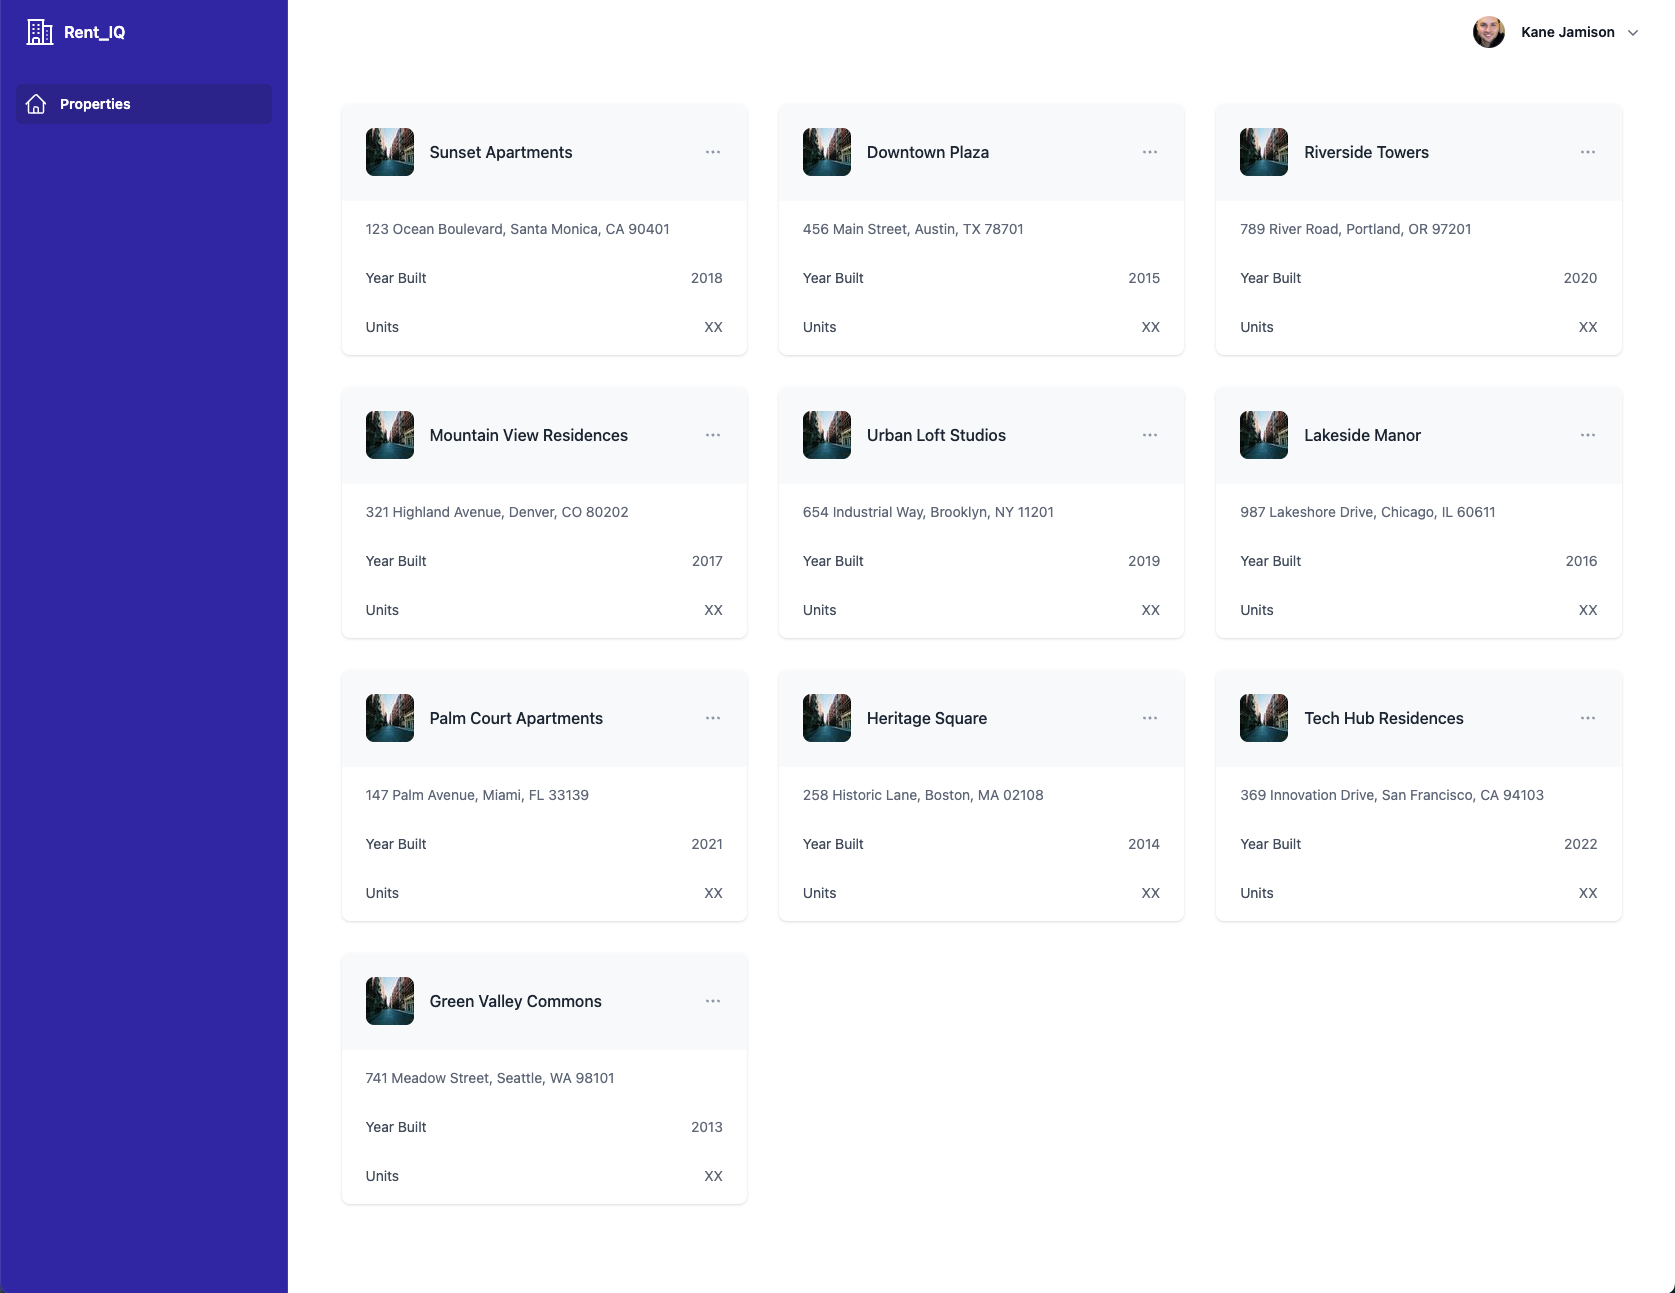 Rent_IQ
Kane Jamison
Properties
Sunset Apartments
123 Ocean Boulevard, Santa Monica, CA 90401
Year Built 2018
Units XX
Downtown Plaza
456 Main Street, Austin, TX 78701
Year Built 2015
Units XX
Riverside Towers
789 River Road, Portland, OR 97201
Year Built 2020
Units XX
Mountain View Residences
321 Highland Avenue, Denver, CO 80202
Year Built 2017
Units XX
Urban Loft Studios
654 Industrial Way, Brooklyn, NY 11201
Year Built 2019
Units XX
Lakeside Manor
987 Lakeshore Drive, Chicago, IL 60611
Year Built 2016
Units XX
Palm Court Apartments
147 Palm Avenue, Miami, FL 33139
Year Built 2021
Units XX
Heritage Square
258 Historic Lane, Boston, MA 02108
Year Built 2014
Units XX
Tech Hub Residences
369 Innovation Drive, San Francisco, CA 94103
Year Built 2022
Units XX
Green Valley Commons
741 Meadow Street, Seattle, WA 98101
Year Built 2013
Units XX